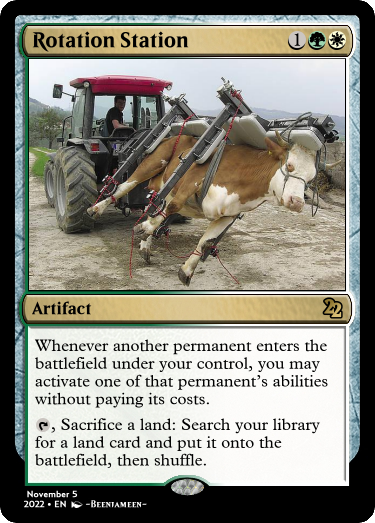 Rotation Station 1
Artifact
Whenever another permanent enters the
battlefield under your control, you may
activate one of that permanent's abilities
without paying its costs.
, Sacrifice a land: Search your library
for a land card and put it onto the
battlefield, then shuffle.
November 5
2022 • EN -Beenjameen-